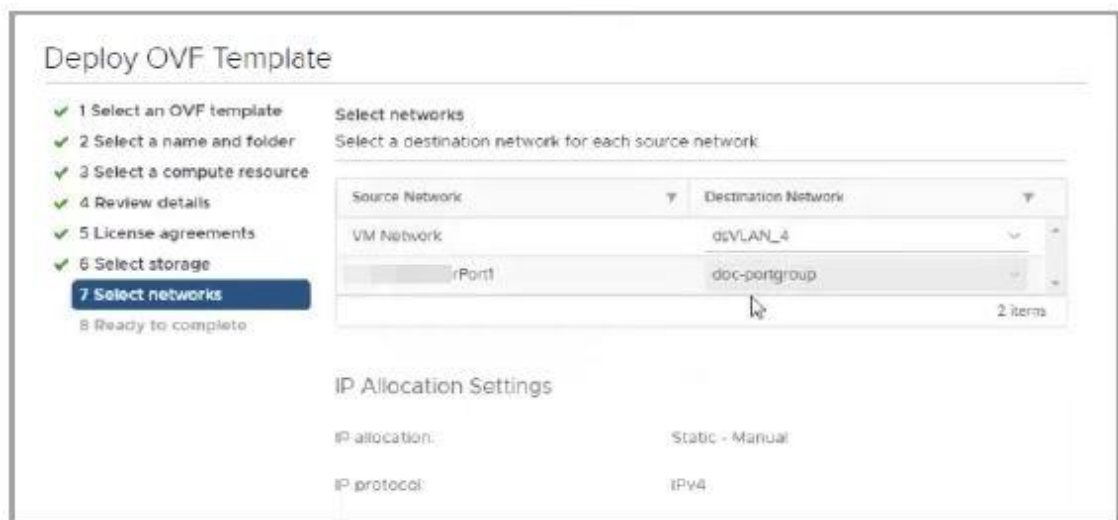 Deploy OVF Template
1 Select an OVF template
2 Select a name and folder
3 Select a compute resource
4 Review details
5 License agreements
6 Select storage
7 Select networks
8 Ready to complete
Select networks
Select a destination network for each source network
Source Network Destination Network
VM Network dsVLAN_4
rPort1 doc-portgroup
2 items
IP Allocation Settings
IP allocation: Static - Manual
IP protocol: IPv4